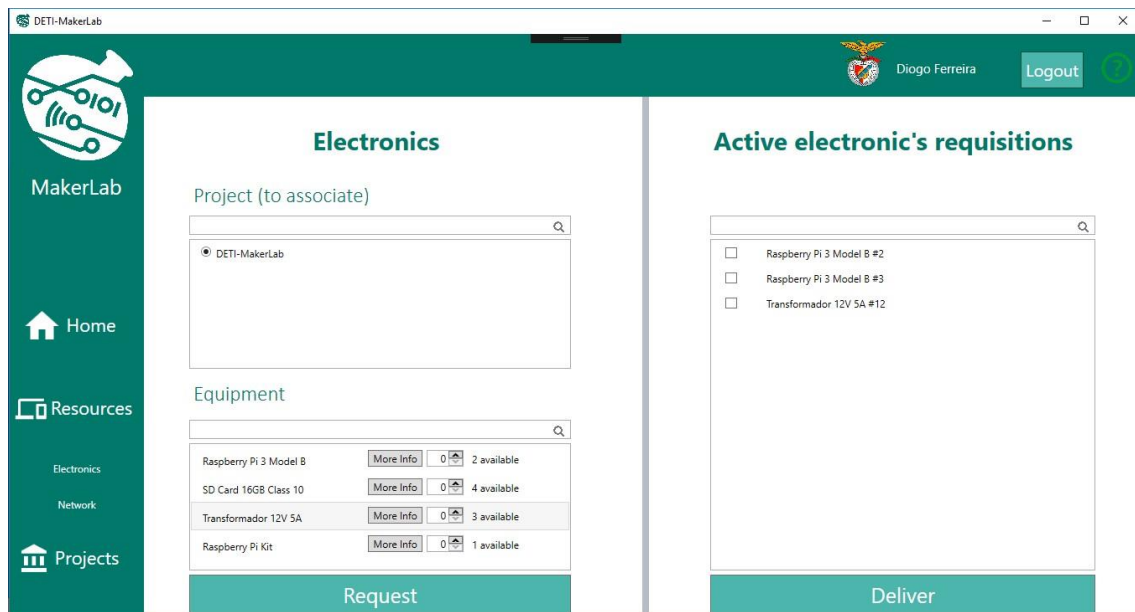 DETI-MakerLab
Diogo Ferreira
Logout
?
MakerLab
Home
Resources
Electronics
Network
Projects
Electronics
Project (to associate)
DETI-MakerLab
Equipment
Raspberry Pi 3 Model B More Info 0 2 available
SD Card 16GB Class 10 More Info 0 4 available
Transformador 12V 5A More Info 0 3 available
Raspberry Pi Kit More Info 0 1 available
Request
Active electronic's requisitions
Raspberry Pi 3 Model B #2
Raspberry Pi 3 Model B #3
Transformador 12V 5A #12
Deliver